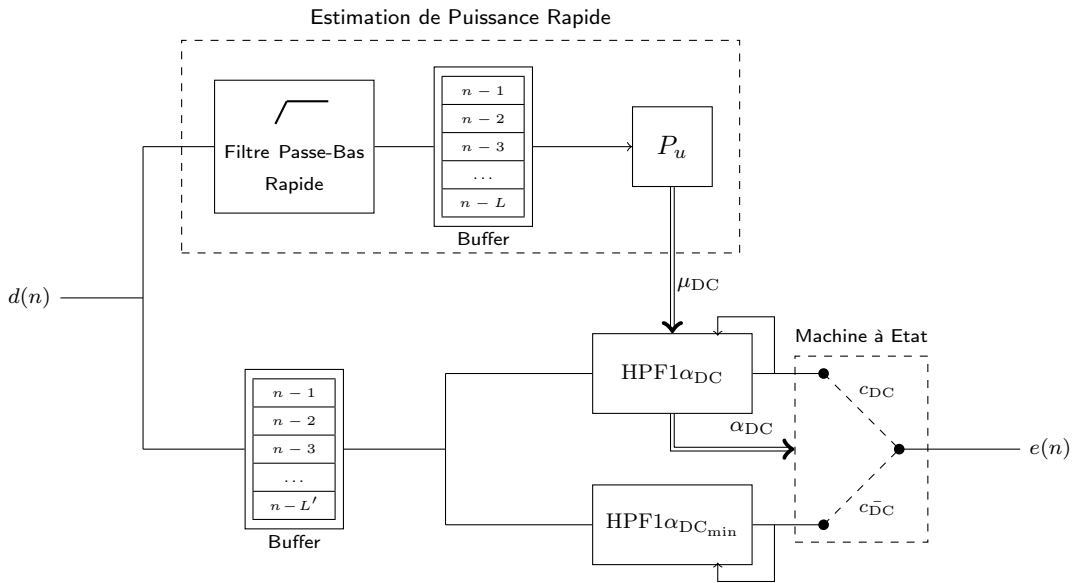 Estimation de Puissance Rapide
Filtre Passe-Bas
Rapide
n − 1
n − 2
n − 3
...
n − L
Buffer
P_u
d(n)
μ_DC
Machine à Etat
HPF1α_DC
c_DC
α_DC
n − 1
n − 2
n − 3
...
n − L′
Buffer
e(n)
HPF1α_DC_min
c_D̄C